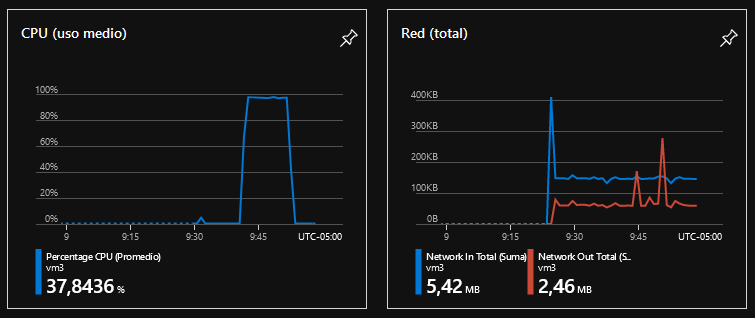 CPU (uso medio)
100%
80%
60%
40%
20%
0%
9
9:15
9:30
9:45
UTC-05:00
Percentage CPU (Promedio)
vm3
37,8436 %
Red (total)
400KB
300KB
200KB
100KB
0B
9
9:15
9:30
9:45
UTC-05:00
Network In Total (Suma)
vm3
5,42 MB
Network Out Total (S...
vm3
2,46 MB